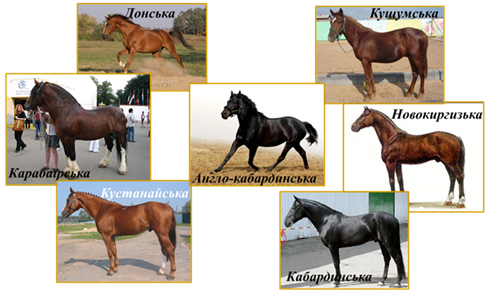 Донська
Кушумська
Карабаїрська
Англо-кабардинська
Новокиргизька
Кустанайська
Кабардинська